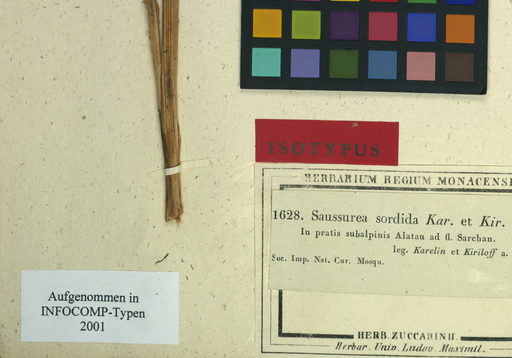 ISOTYPUS
HERBARIUM REGIUM MONACENSE
1628. Saussurea sordida Kar. et Kir.
In pratis subalpinis Alatan ad fl. Sarchan.
leg. Karelin et Kiriloff a.
Soc. Imp. Nat. Cur. Mosqu.
HERB. ZUCCARINII.
Herbar. Univ. Ludov. Maximil.
Aufgenommen in
INFOCOMP-Typen
2001